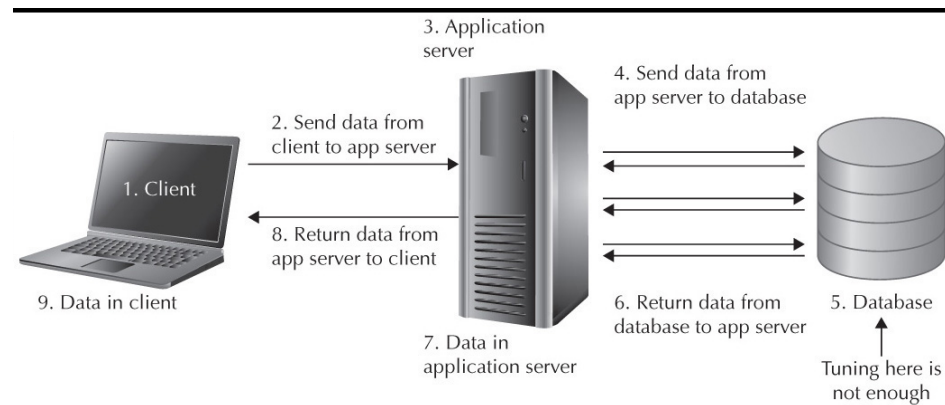 3. Application
server
4. Send data from
app server to database
2. Send data from
client to app server
1. Client
8. Return data from
app server to client
9. Data in client
6. Return data from
database to app server
5. Database
7. Data in
application server
Tuning here is
not enough